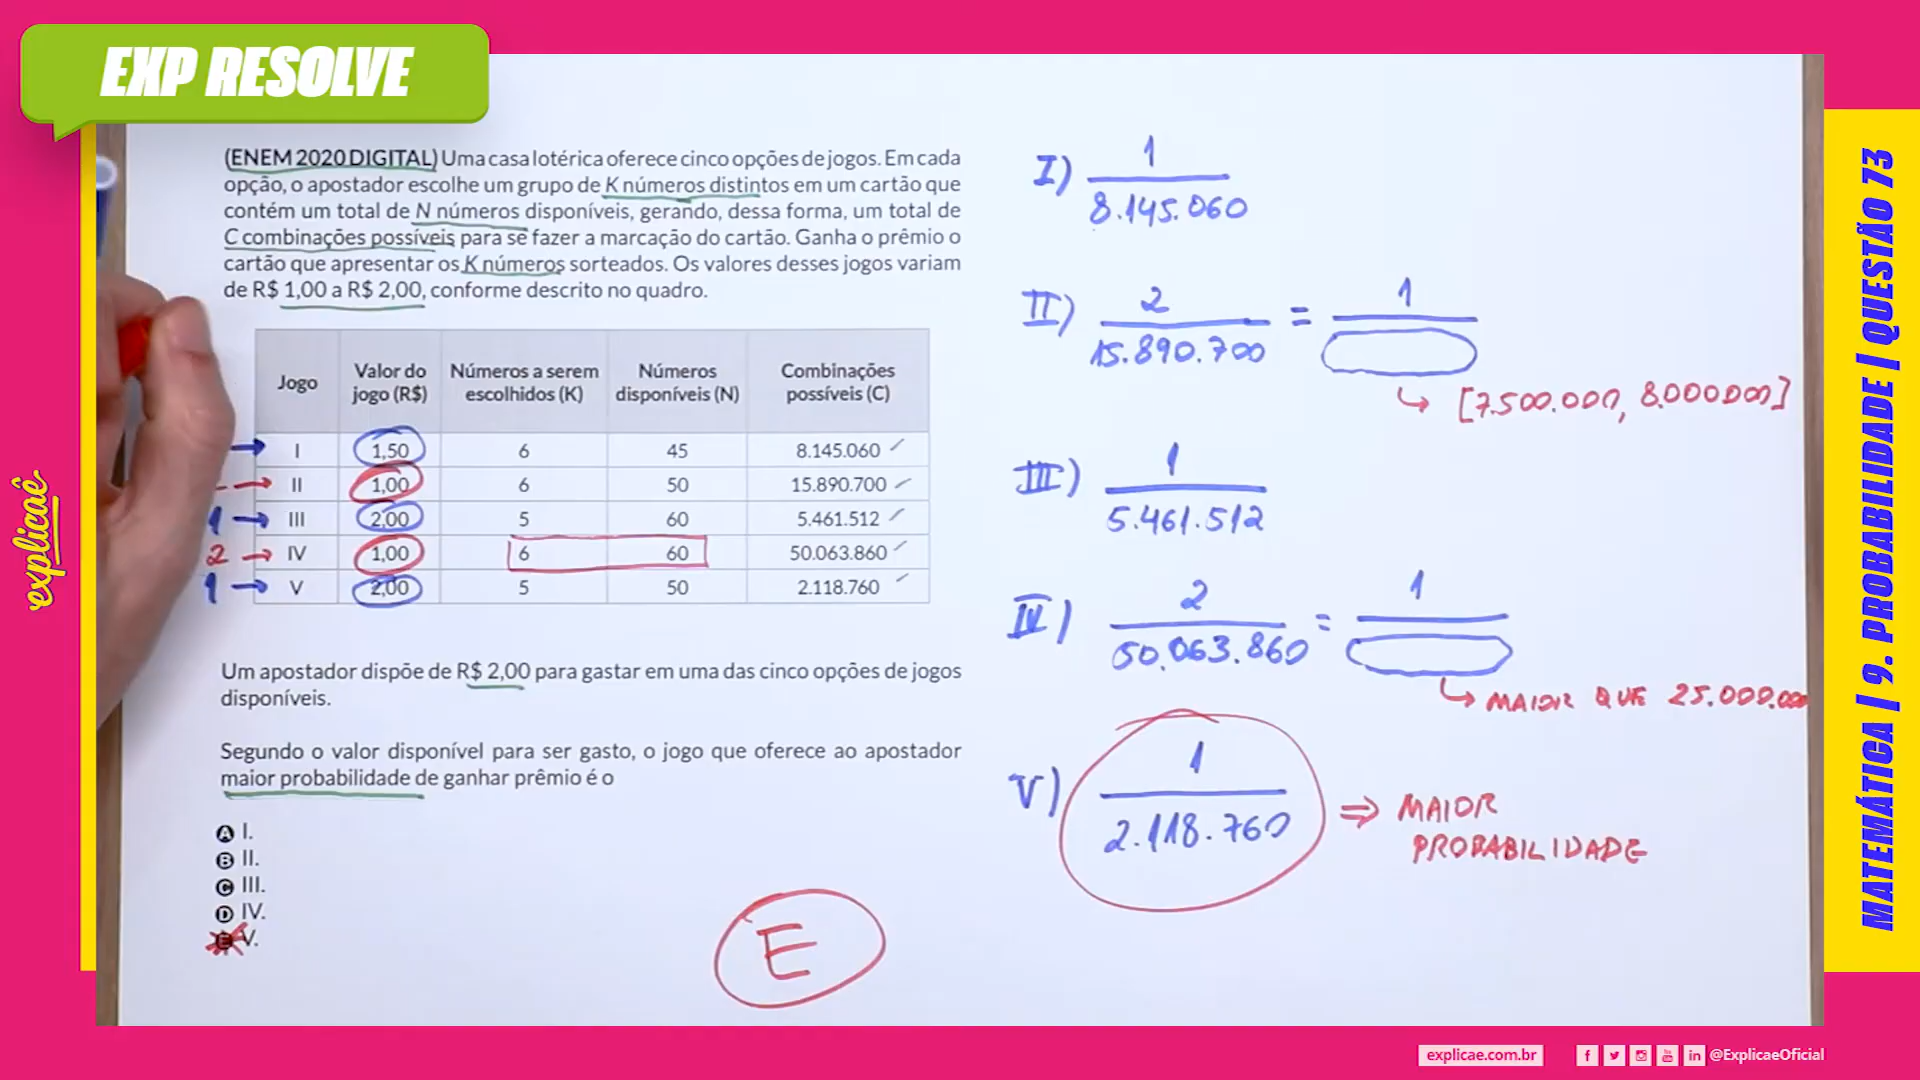 EXP RESOLVE
(ENEM 2020 DIGITAL) Uma casa lotérica oferece cinco opções de jogos. Em cada
opção, o apostador escolhe um grupo de K números distintos em um cartão que
contém um total de N números disponíveis, gerando, dessa forma, um total de
C combinações possíveis para se fazer a marcação do cartão. Ganha o prêmio o
cartão que apresentar os K números sorteados. Os valores desses jogos variam
de R$ 1,00 a R$ 2,00, conforme descrito no quadro.
Jogo Valor do jogo (R$) Números a serem escolhidos (K) Números disponíveis (N) Combinações possíveis (C)
I 1,50 6 45 8.145.060
II 1,00 6 50 15.890.700
1 III 2,00 5 60 5.461.512
2 IV 1,00 6 60 50.063.860
1 V 2,00 5 50 2.118.760
Um apostador dispõe de R$ 2,00 para gastar em uma das cinco opções de jogos
disponíveis.
Segundo o valor disponível para ser gasto, o jogo que oferece ao apostador
maior probabilidade de ganhar prêmio é o
A I.
B II.
C III.
D IV.
E V.
E
I) 1
8.145.060
II) 2 = 1
15.890.700
[7.500.000, 8.000.000]
III) 1
5.461.512
IV) 2 = 1
50.063.860
MAIOR QUE 25.000.000
V) 1
2.118.760
⇒ MAIOR
PROBABILIDADE
explicaê
MATEMÁTICA | 9. PROBABILIDADE | QUESTÃO 73
explicae.com.br
@ExplicaeOficial